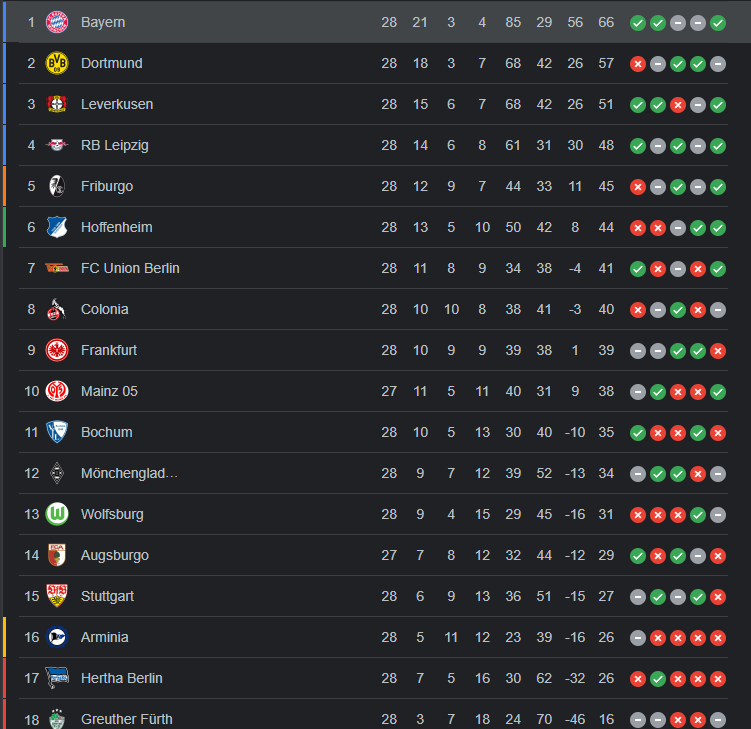 1 Bayern 28 21 3 4 85 29 56 66
2 Dortmund 28 18 3 7 68 42 26 57
3 Leverkusen 28 15 6 7 68 42 26 51
4 RB Leipzig 28 14 6 8 61 31 30 48
5 Friburgo 28 12 9 7 44 33 11 45
6 Hoffenheim 28 13 5 10 50 42 8 44
7 FC Union Berlin 28 11 8 9 34 38 -4 41
8 Colonia 28 10 10 8 38 41 -3 40
9 Frankfurt 28 10 9 9 39 38 1 39
10 Mainz 05 27 11 5 11 40 31 9 38
11 Bochum 28 10 5 13 30 40 -10 35
12 Mönchenglad... 28 9 7 12 39 52 -13 34
13 Wolfsburg 28 9 4 15 29 45 -16 31
14 Augsburgo 27 7 8 12 32 44 -12 29
15 Stuttgart 28 6 9 13 36 51 -15 27
16 Arminia 28 5 11 12 23 39 -16 26
17 Hertha Berlin 28 7 5 16 30 62 -32 26
18 Greuther Fürth 28 3 7 18 24 70 -46 16